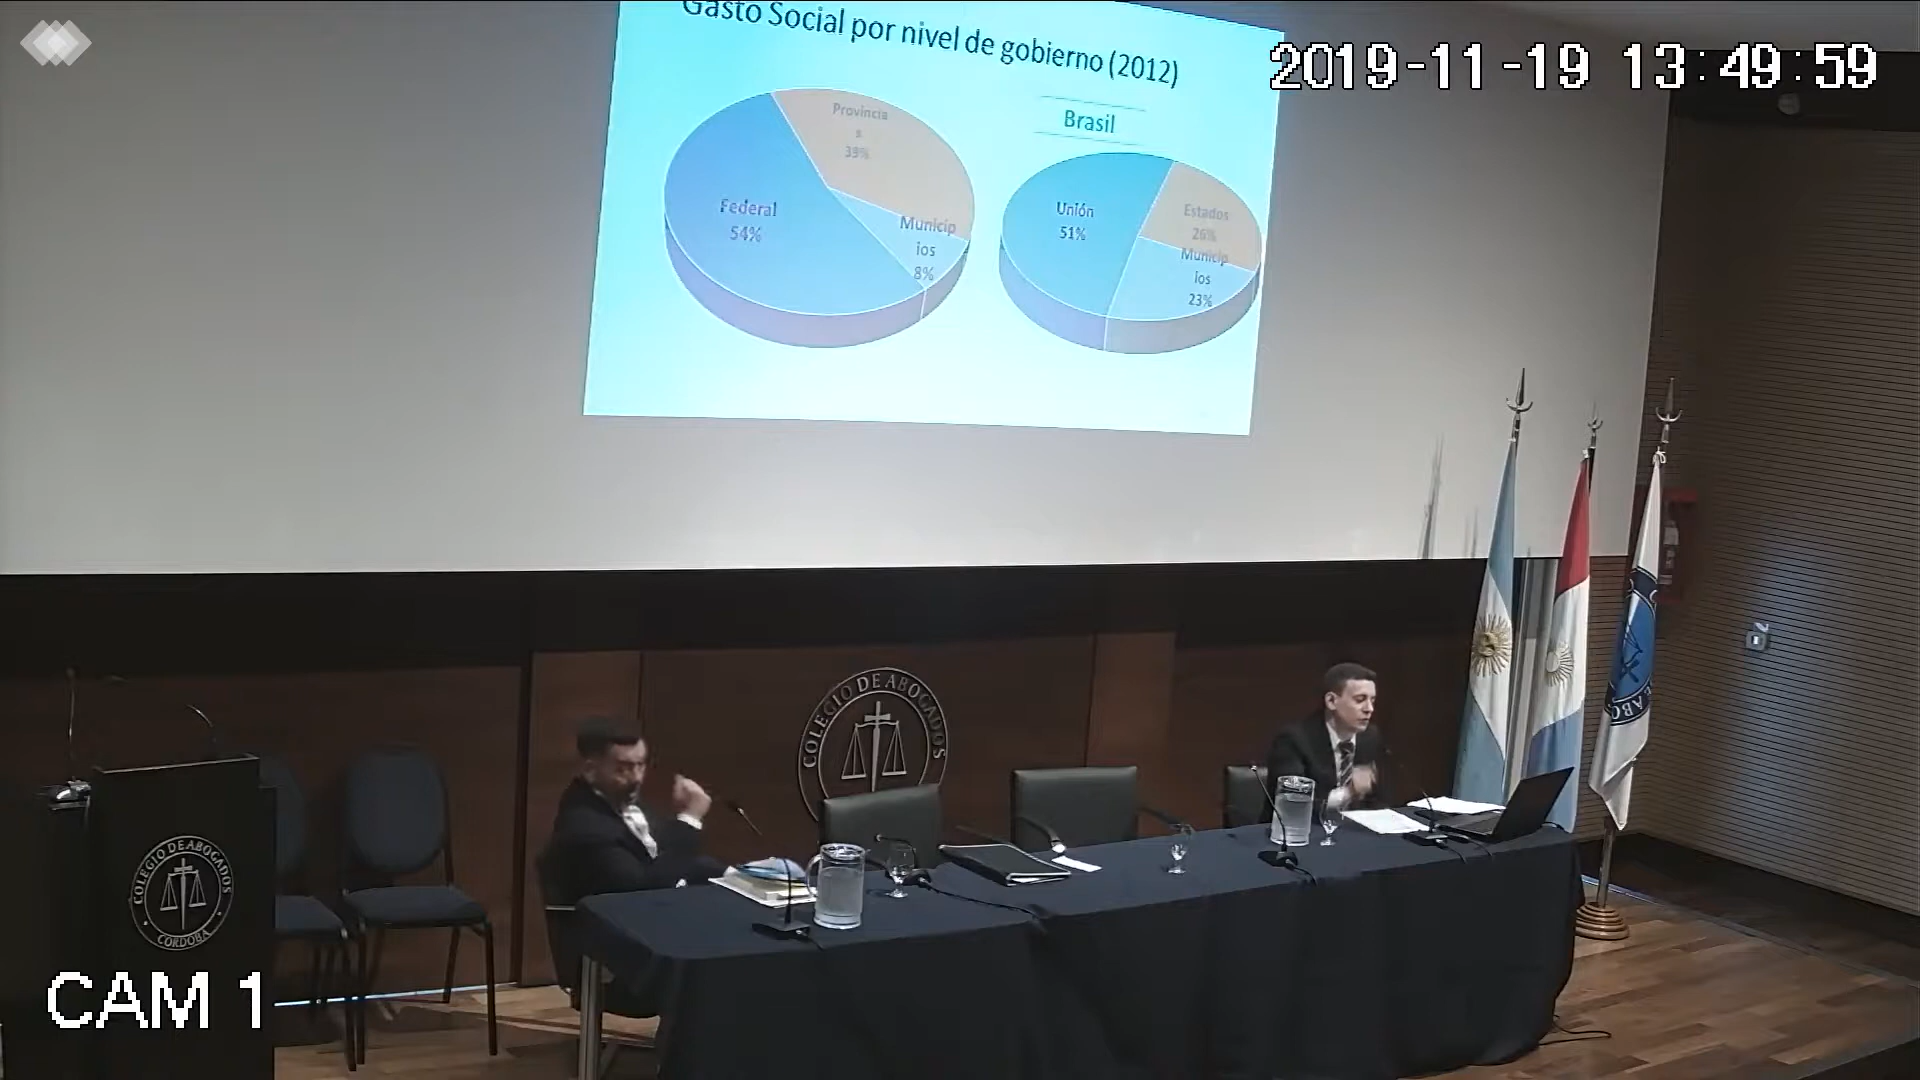 Gasto Social por nivel de gobierno (2012)
2019-11-19 13:49:59
Provincia
s
39%
Federal
54%
Municip
ios
8%
Brasil
Unión
51%
Estados
26%
Municip
ios
23%
COLEGIO DE ABOGADOS
COLEGIO DE ABOGADOS
CORDOBA
CAM 1